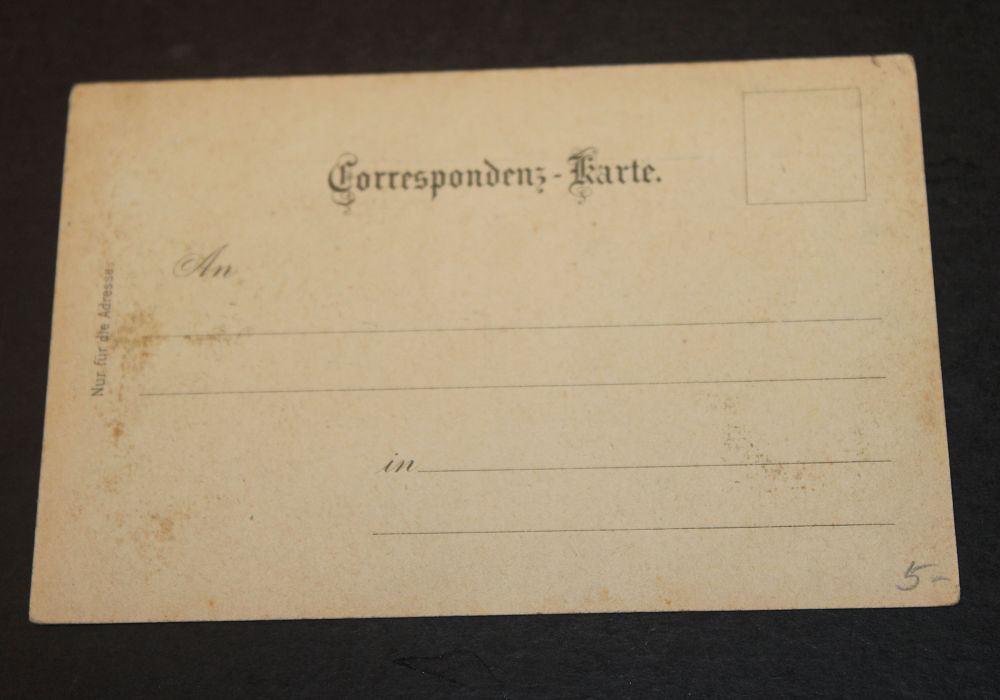 Correspondenz-Karte.
An
Nur für die Adresse.
in
5-